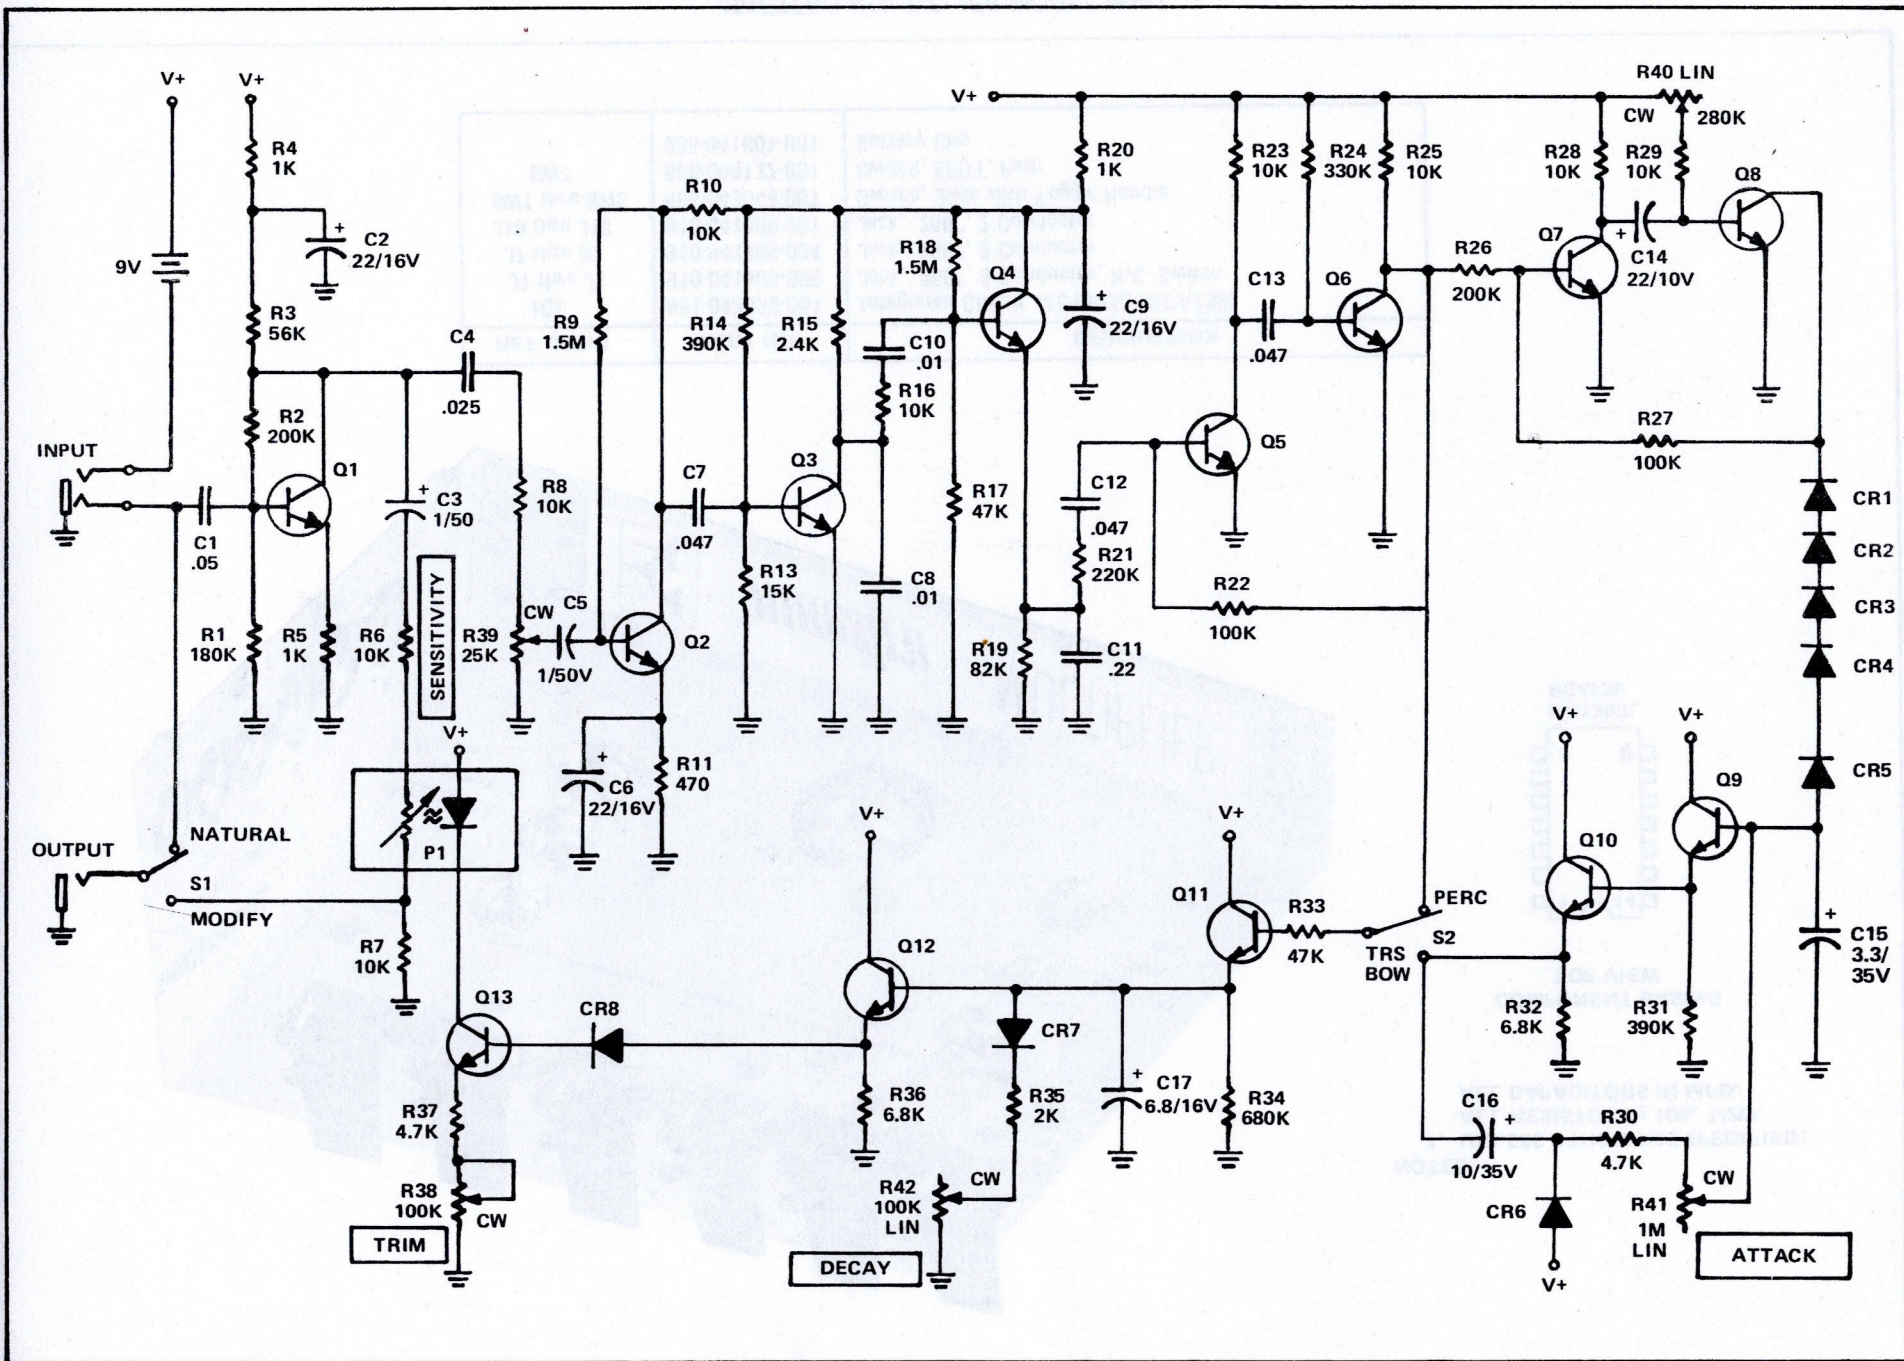 V+
V+
R4
1K
9V
C2
22/16V
R3
56K
C4
.025
R2
200K
INPUT
Q1
C1
.05
C3
1/50
R8
10K
R1
180K
R5
1K
R6
10K
SENSITIVITY
R39
25K
CW
C5
1/50V
R9
1.5M
R10
10K
Q2
C6
22/16V
R11
470
C7
.047
R14
390K
R13
15K
Q3
R15
2.4K
C10
.01
R16
10K
C8
.01
R18
1.5M
R17
47K
Q4
R19
82K
V+
R20
1K
C9
22/16V
C12
.047
R21
220K
C11
.22
R22
100K
Q5
R23
10K
C13
.047
R24
330K
Q6
R25
10K
R26
200K
R28
10K
Q7
C14
22/10V
R29
10K
R40 LIN
280K
CW
Q8
R27
100K
CR1
CR2
CR3
CR4
CR5
C15
3.3/
35V
V+
Q9
V+
Q10
R32
6.8K
R31
390K
C16
10/35V
R30
4.7K
CR6
V+
R41
1M
LIN
CW
ATTACK
PERC
S2
TRS
BOW
R33
47K
V+
Q11
R34
680K
C17
6.8/16V
CR7
R35
2K
R42
100K
LIN
CW
DECAY
V+
Q12
R36
6.8K
CR8
Q13
R37
4.7K
R38
100K
CW
TRIM
V+
P1
R7
10K
OUTPUT
NATURAL
S1
MODIFY